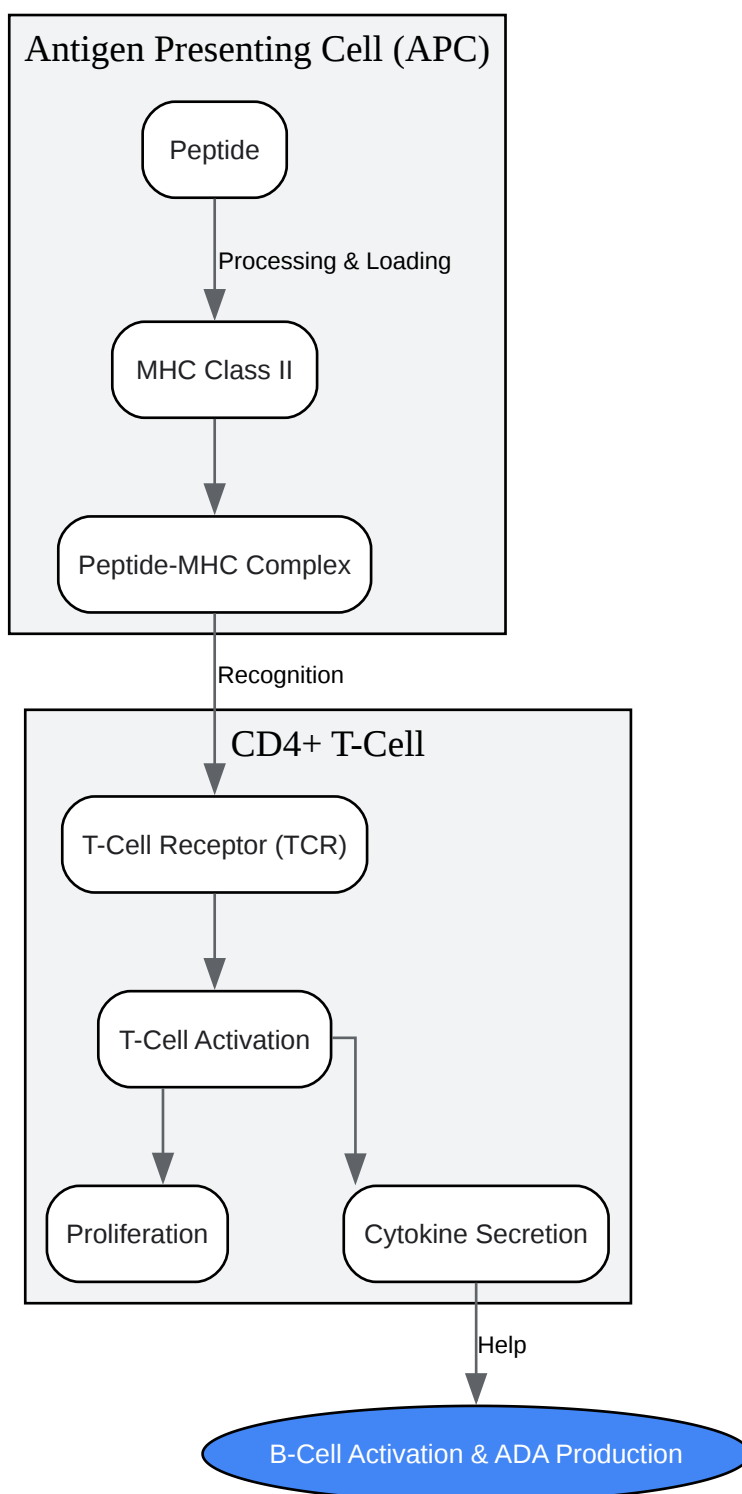 Antigen Presenting Cell (APC)
Peptide
Processing & Loading
MHC Class II
Peptide-MHC Complex
Recognition
CD4+ T-Cell
T-Cell Receptor (TCR)
T-Cell Activation
Proliferation
Cytokine Secretion
Help
B-Cell Activation & ADA Production